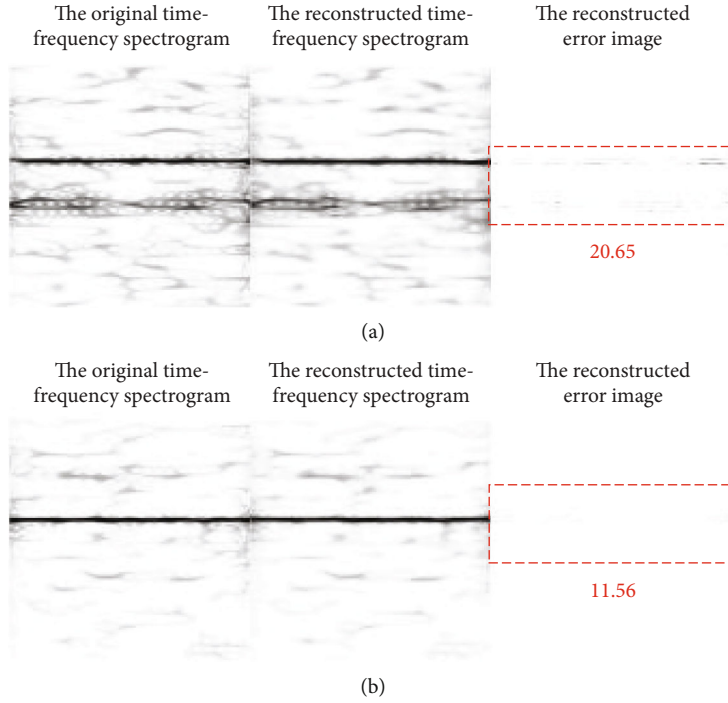 The original time-
frequency spectrogram
The reconstructed time-
frequency spectrogram
The reconstructed
error image
20.65
(a)
The original time-
frequency spectrogram
The reconstructed time-
frequency spectrogram
The reconstructed
error image
11.56
(b)